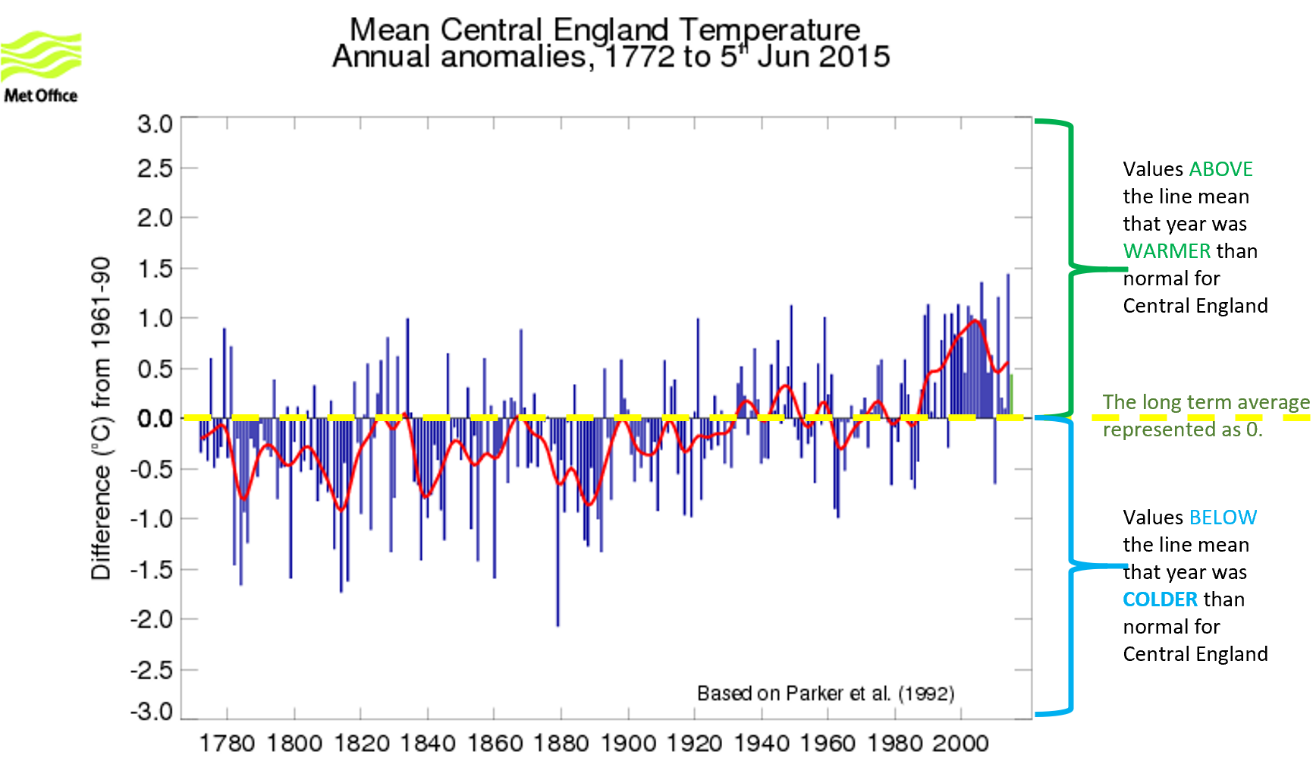 Mean Central England Temperature
Annual anomalies, 1772 to 5th Jun 2015
Met Office
3.0
2.5
2.0
1.5
1.0
0.5
0.0
-0.5
-1.0
-1.5
-2.0
-2.5
-3.0
Difference (°C) from 1961-90
1780 1800 1820 1840 1860 1880 1900 1920 1940 1960 1980 2000
Based on Parker et al. (1992)
Values ABOVE
the line mean
that year was
WARMER than
normal for
Central England
The long term average
represented as 0.
Values BELOW
the line mean
that year was
COLDER than
normal for
Central England